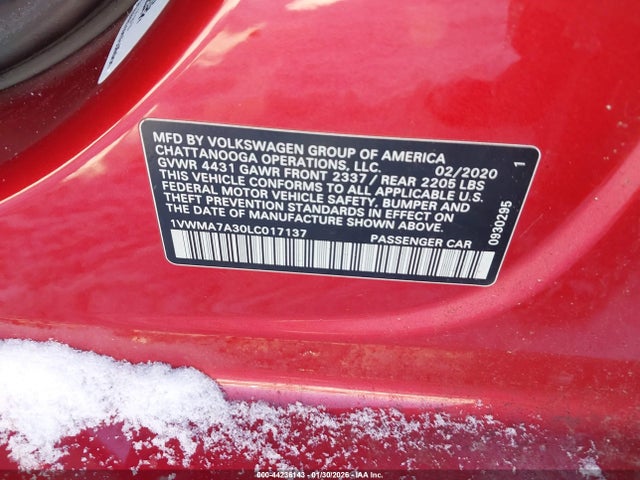 MFD BY VOLKSWAGEN GROUP OF AMERICA
CHATTANOOGA OPERATIONS, LLC. 02/2020 1
GVWR 4431 GAWR FRONT 2337 / REAR 2205 LBS
THIS VEHICLE CONFORMS TO ALL APPLICABLE U.S.
FEDERAL MOTOR VEHICLE SAFETY, BUMPER AND
THEFT PREVENTION STANDARDS IN EFFECT ON
THE DATE OF MANUFACTURE SHOWN ABOVE.
1VWMA7A30LC017137 PASSENGER CAR
0930295
000-44236143 - 01/30/2026 - IAA Inc.